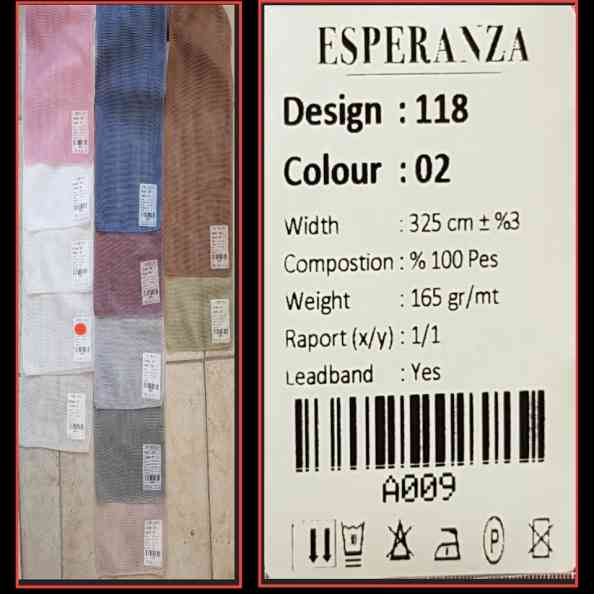 ESPERANZA
Design : 118
Colour : 02
Width : 325 cm ± %3
Compostion : % 100 Pes
Weight : 165 gr/mt
Raport (x/y) : 1/1
Leadband : Yes
A009
P